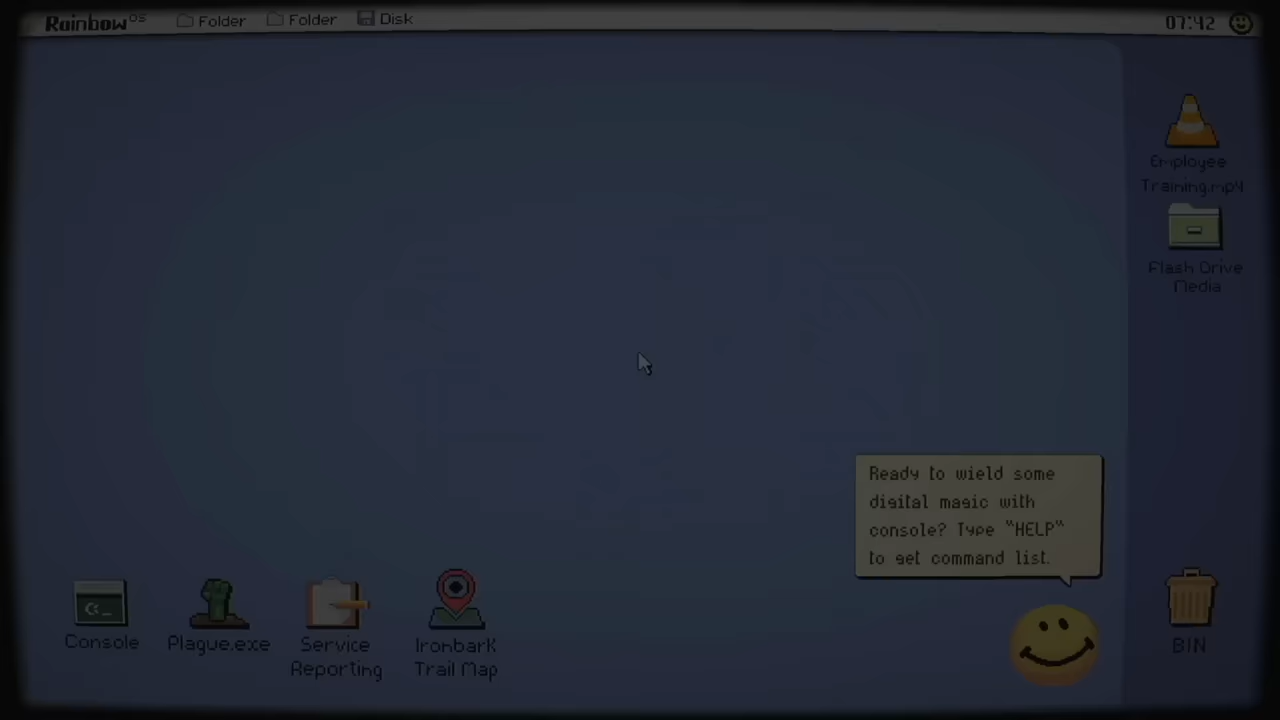 Rainbow OS Folder Folder Disk 07:42
Employee
Training.mp4
Flash Drive
Media
Ready to wield some
digital magic with
console? Type "HELP"
to get command list.
Console Plague.exe Service
Reporting Ironbark
Trail Map BIN